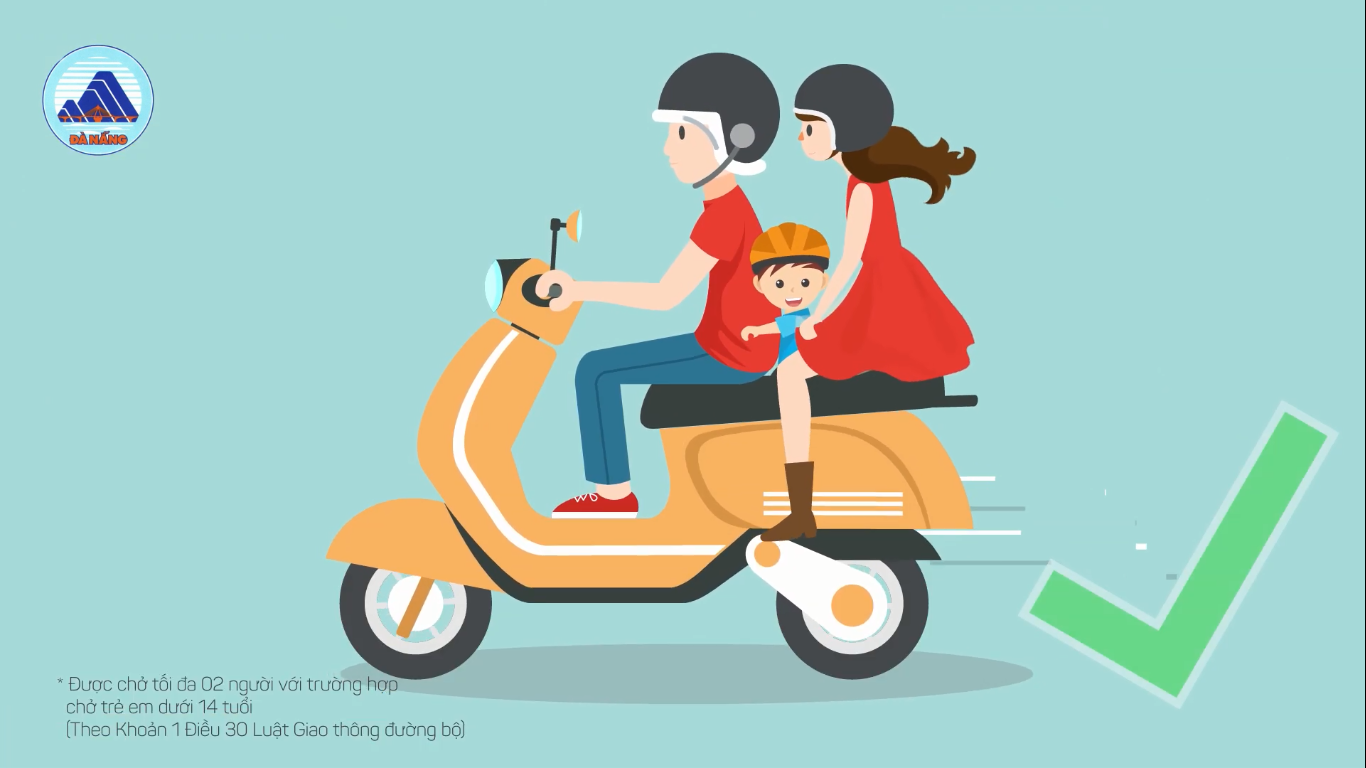 ĐÀ NẴNG
* Được chở tối đa 02 người với trường hợp
chở trẻ em dưới 14 tuổi
(Theo Khoản 1 Điều 30 Luật Giao thông đường bộ)